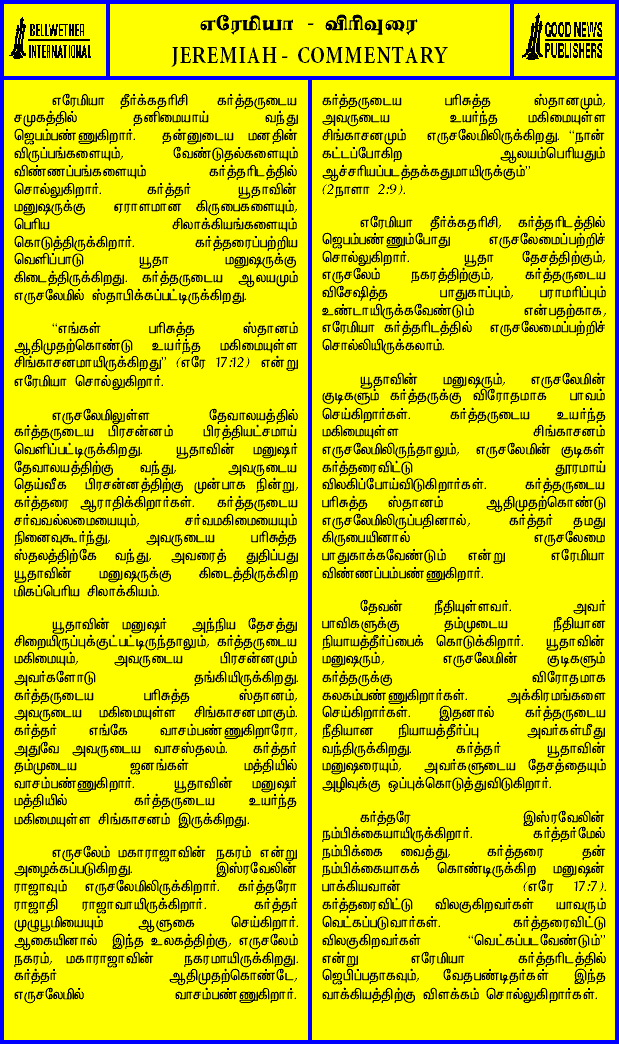 எரேமியா - விரிவுரை
BELLWETHER
INTERNATIONAL
JEREMIAH - COMMENTARY
GOOD NEWS
PUBLISHERS
எரேமியா தீர்க்கதரிசி கர்த்தருடைய
சமுகத்தில் தனிமையாய் வந்து
ஜெபம்பண்ணுகிறார். தன்னுடைய மனதின்
விருப்பங்களையும், வேண்டுதல்களையும்
விண்ணப்பங்களையும் கர்த்தரிடத்தில்
சொல்லுகிறார். கர்த்தர் யூதாவின்
மனுஷருக்கு ஏராளமான கிருபைகளையும்,
பெரிய சிலாக்கியங்களையும்
கொடுத்திருக்கிறார். கர்த்தரைப்பற்றிய
வெளிப்பாடு யூதா மனுஷருக்கு
கிடைத்திருக்கிறது. கர்த்தருடைய ஆலயமும்
எருசலேமில் ஸ்தாபிக்கப்பட்டிருக்கிறது.
“எங்கள் பரிசுத்த ஸ்தானம்
ஆதிமுதற்கொண்டு உயர்ந்த மகிமையுள்ள
சிங்காசனமாயிருக்கிறது” (எரே 17:12) என்று
எரேமியா சொல்லுகிறார்.
எருசலேமிலுள்ள தேவாலயத்தில்
கர்த்தருடைய பிரசன்னம் பிரத்தியட்சமாய்
வெளிப்பட்டிருக்கிறது. யூதாவின் மனுஷர்
தேவாலயத்திற்கு வந்து, அவருடைய
தெய்வீக பிரசன்னத்திற்கு முன்பாக நின்று,
கர்த்தரை ஆராதிக்கிறார்கள். கர்த்தருடைய
சர்வவல்லமையையும், சர்வமகிமையையும்
நினைவுகூர்ந்து, அவருடைய பரிசுத்த
ஸ்தலத்திற்கே வந்து, அவரைத் துதிப்பது
யூதாவின் மனுஷருக்கு கிடைத்திருக்கிற
மிகப்பெரிய சிலாக்கியம்.
யூதாவின் மனுஷர் அந்நிய தேசத்து
சிறையிருப்புக்குட்பட்டிருந்தாலும், கர்த்தருடைய
மகிமையும், அவருடைய பிரசன்னமும்
அவர்களோடு தங்கியிருக்கிறது.
கர்த்தருடைய பரிசுத்த ஸ்தானம்,
அவருடைய மகிமையுள்ள சிங்காசனமாகும்.
கர்த்தர் எங்கே வாசம்பண்ணுகிறாரோ,
அதுவே அவருடைய வாசஸ்தலம். கர்த்தர்
தம்முடைய ஜனங்கள் மத்தியில்
வாசம்பண்ணுகிறார். யூதாவின் மனுஷர்
மத்தியில் கர்த்தருடைய உயர்ந்த
மகிமையுள்ள சிங்காசனம் இருக்கிறது.
எருசலேம் மகாராஜாவின் நகரம் என்று
அழைக்கப்படுகிறது. இஸ்ரவேலின்
ராஜாவும் எருசலேமிலிருக்கிறார். கர்த்தரோ
ராஜாதி ராஜாவாயிருக்கிறார். கர்த்தர்
முழுபூமியையும் ஆளுகை செய்கிறார்.
ஆகையினால் இந்த உலகத்திற்கு, எருசலேம்
நகரம், மகாராஜாவின் நகரமாயிருக்கிறது.
கர்த்தர் ஆதிமுதற்கொண்டே,
எருசலேமில் வாசம்பண்ணுகிறார்.
கர்த்தருடைய பரிசுத்த ஸ்தானமும்,
அவருடைய உயர்ந்த மகிமையுள்ள
சிங்காசனமும் எருசலேமிலிருக்கிறது. “நான்
கட்டப்போகிற ஆலயம்பெரியதும்
ஆச்சரியப்படத்தக்கதுமாயிருக்கும்”
(2நாளா 2:9).
எரேமியா தீர்க்கதரிசி, கர்த்தரிடத்தில்
ஜெபம்பண்ணும்போது எருசலேமைப்பற்றிச்
சொல்லுகிறார். யூதா தேசத்திற்கும்,
எருசலேம் நகரத்திற்கும், கர்த்தருடைய
விசேஷித்த பாதுகாப்பும், பராமரிப்பும்
உண்டாயிருக்கவேண்டும் என்பதற்காக,
எரேமியா கர்த்தரிடத்தில் எருசலேமைப்பற்றிச்
சொல்லியிருக்கலாம்.
யூதாவின் மனுஷரும், எருசலேமின்
குடிகளும் கர்த்தருக்கு விரோதமாக பாவம்
செய்கிறார்கள். கர்த்தருடைய உயர்ந்த
மகிமையுள்ள சிங்காசனம்
எருசலேமிலிருந்தாலும், எருசலேமின் குடிகள்
கர்த்தரைவிட்டு தூரமாய்
விலகிப்போய்விடுகிறார்கள். கர்த்தருடைய
பரிசுத்த ஸ்தானம் ஆதிமுதற்கொண்டு
எருசலேமிலிருப்பதினால், கர்த்தர் தமது
கிருபையினால் எருசலேமை
பாதுகாக்கவேண்டும் என்று எரேமியா
விண்ணப்பம்பண்ணுகிறார்.
தேவன் நீதியுள்ளவர். அவர்
பாவிகளுக்கு தம்முடைய நீதியான
நியாயத்தீர்ப்பைக் கொடுக்கிறார். யூதாவின்
மனுஷரும், எருசலேமின் குடிகளும்
கர்த்தருக்கு விரோதமாக
கலகம்பண்ணுகிறார்கள். அக்கிரமங்களை
செய்கிறார்கள். இதனால் கர்த்தருடைய
நீதியான நியாயத்தீர்ப்பு அவர்கள்மீது
வந்திருக்கிறது. கர்த்தர் யூதாவின்
மனுஷரையும், அவர்களுடைய தேசத்தையும்
அழிவுக்கு ஒப்புக்கொடுத்துவிடுகிறார்.
கர்த்தரே இஸ்ரவேலின்
நம்பிக்கையாயிருக்கிறார். கர்த்தர்மேல்
நம்பிக்கை வைத்து, கர்த்தரை தன்
நம்பிக்கையாகக் கொண்டிருக்கிற மனுஷன்
பாக்கியவான் (எரே 17:7).
கர்த்தரைவிட்டு விலகுகிறவர்கள் யாவரும்
வெட்கப்படுவார்கள். கர்த்தரைவிட்டு
விலகுகிறவர்கள் “வெட்கப்படவேண்டும்”
என்று எரேமியா கர்த்தரிடத்தில்
ஜெபிப்பதாகவும், வேதபண்டிதர்கள் இந்த
வாக்கியத்திற்கு விளக்கம் சொல்லுகிறார்கள்.